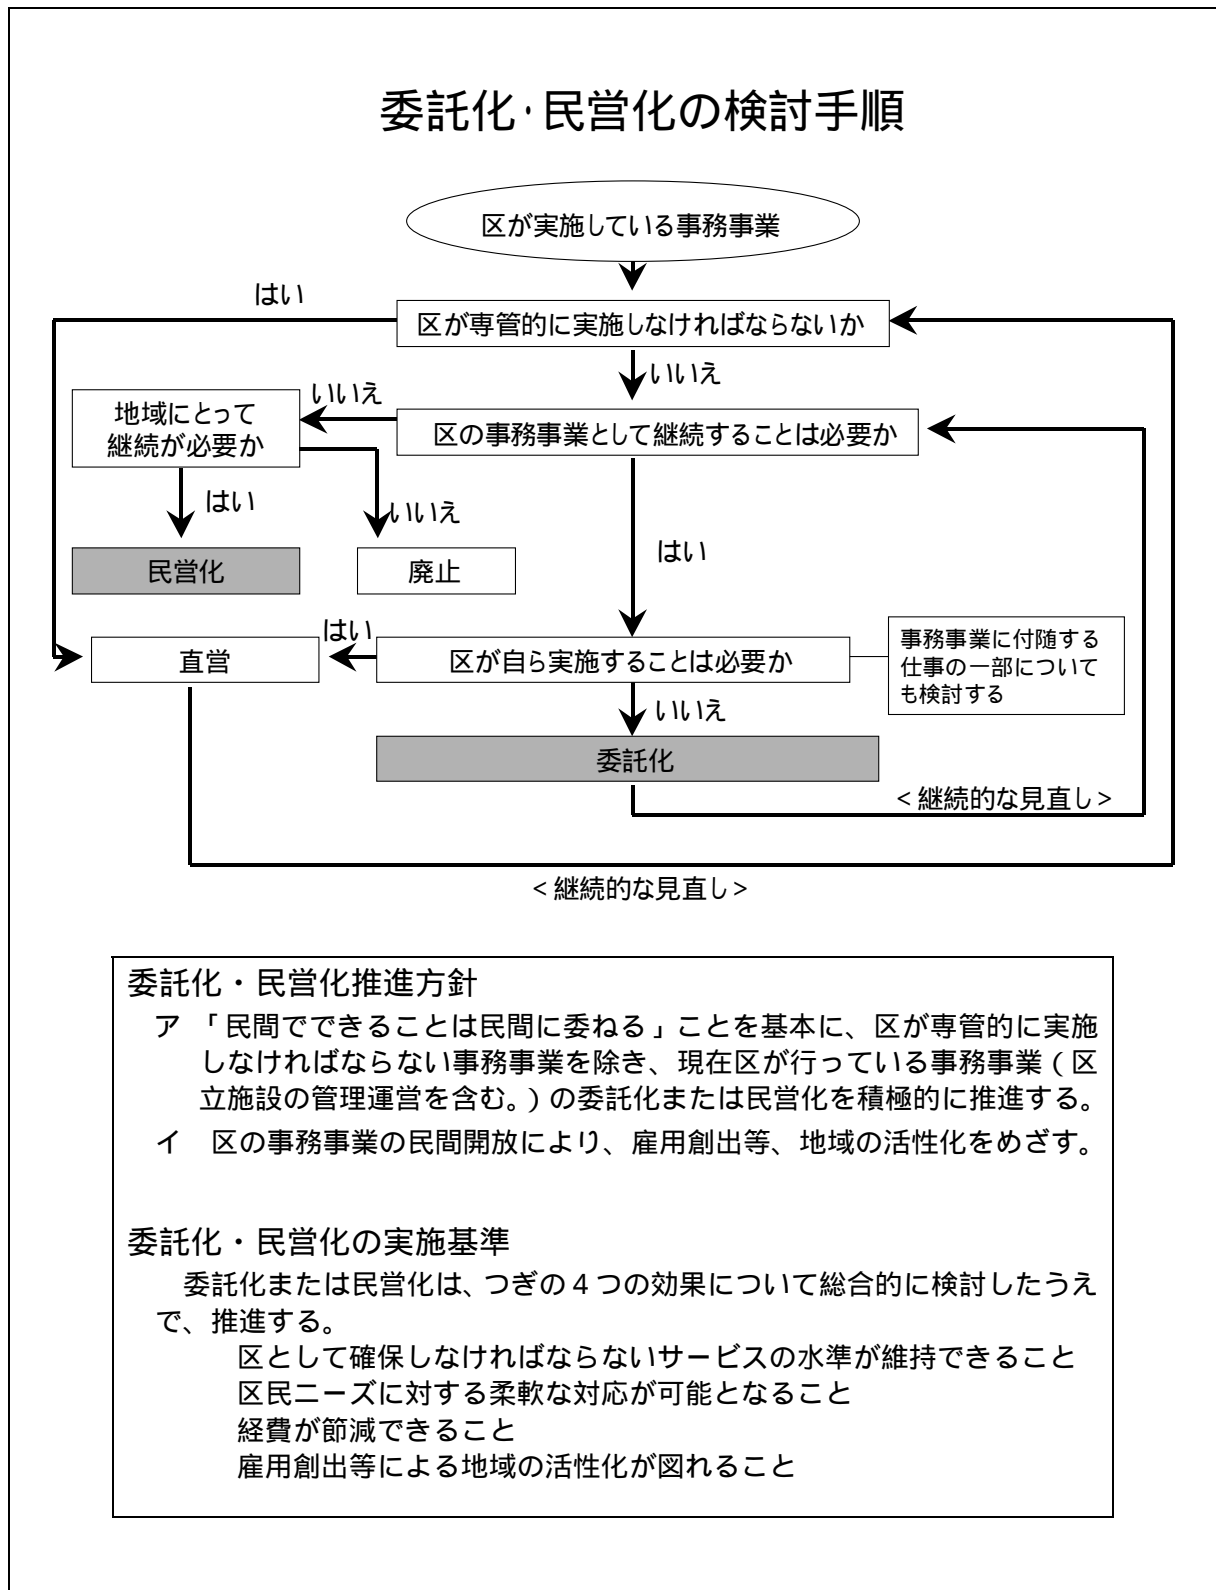 委託化・民営化の検討手順
区が実施している事務事業
はい
区が専管的に実施しなければならないか
いいえ
いいえ
地域にとって
継続が必要か
区の事務事業として継続することは必要か
はい
いいえ
はい
民営化
廃止
はい
直営
区が自ら実施することは必要か
事務事業に付随する
仕事の一部について
も検討する
いいえ
委託化
<継続的な見直し>
<継続的な見直し>
委託化・民営化推進方針
ア 「民間でできることは民間に委ねる」ことを基本に、区が専管的に実施
しなければならない事務事業を除き、現在区が行っている事務事業(区
立施設の管理運営を含む。)の委託化または民営化を積極的に推進する。
イ 区の事務事業の民間開放により、雇用創出等、地域の活性化をめざす。
委託化・民営化の実施基準
委託化または民営化は、つぎの4つの効果について総合的に検討したうえ
で、推進する。
区として確保しなければならないサービスの水準が維持できること
区民ニーズに対する柔軟な対応が可能となること
経費が節減できること
雇用創出等による地域の活性化が図れること